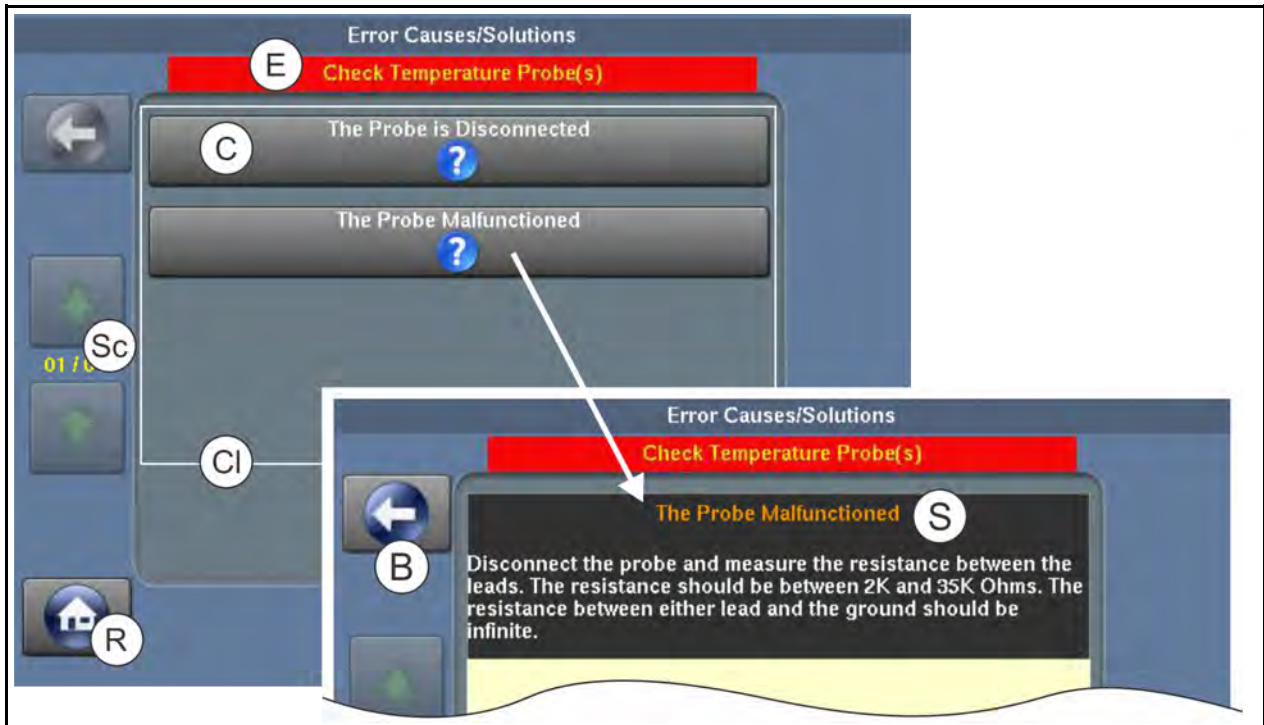 Error Causes/Solutions
E
Check Temperature Probe(s)
The Probe is Disconnected
C
?
The Probe Malfunctioned
?
Sc
01 /
Cl
R
Error Causes/Solutions
Check Temperature Probe(s)
The Probe Malfunctioned
S
B
Disconnect the probe and measure the resistance between the
leads. The resistance should be between 2K and 35K Ohms. The
resistance between either lead and the ground should be
infinite.